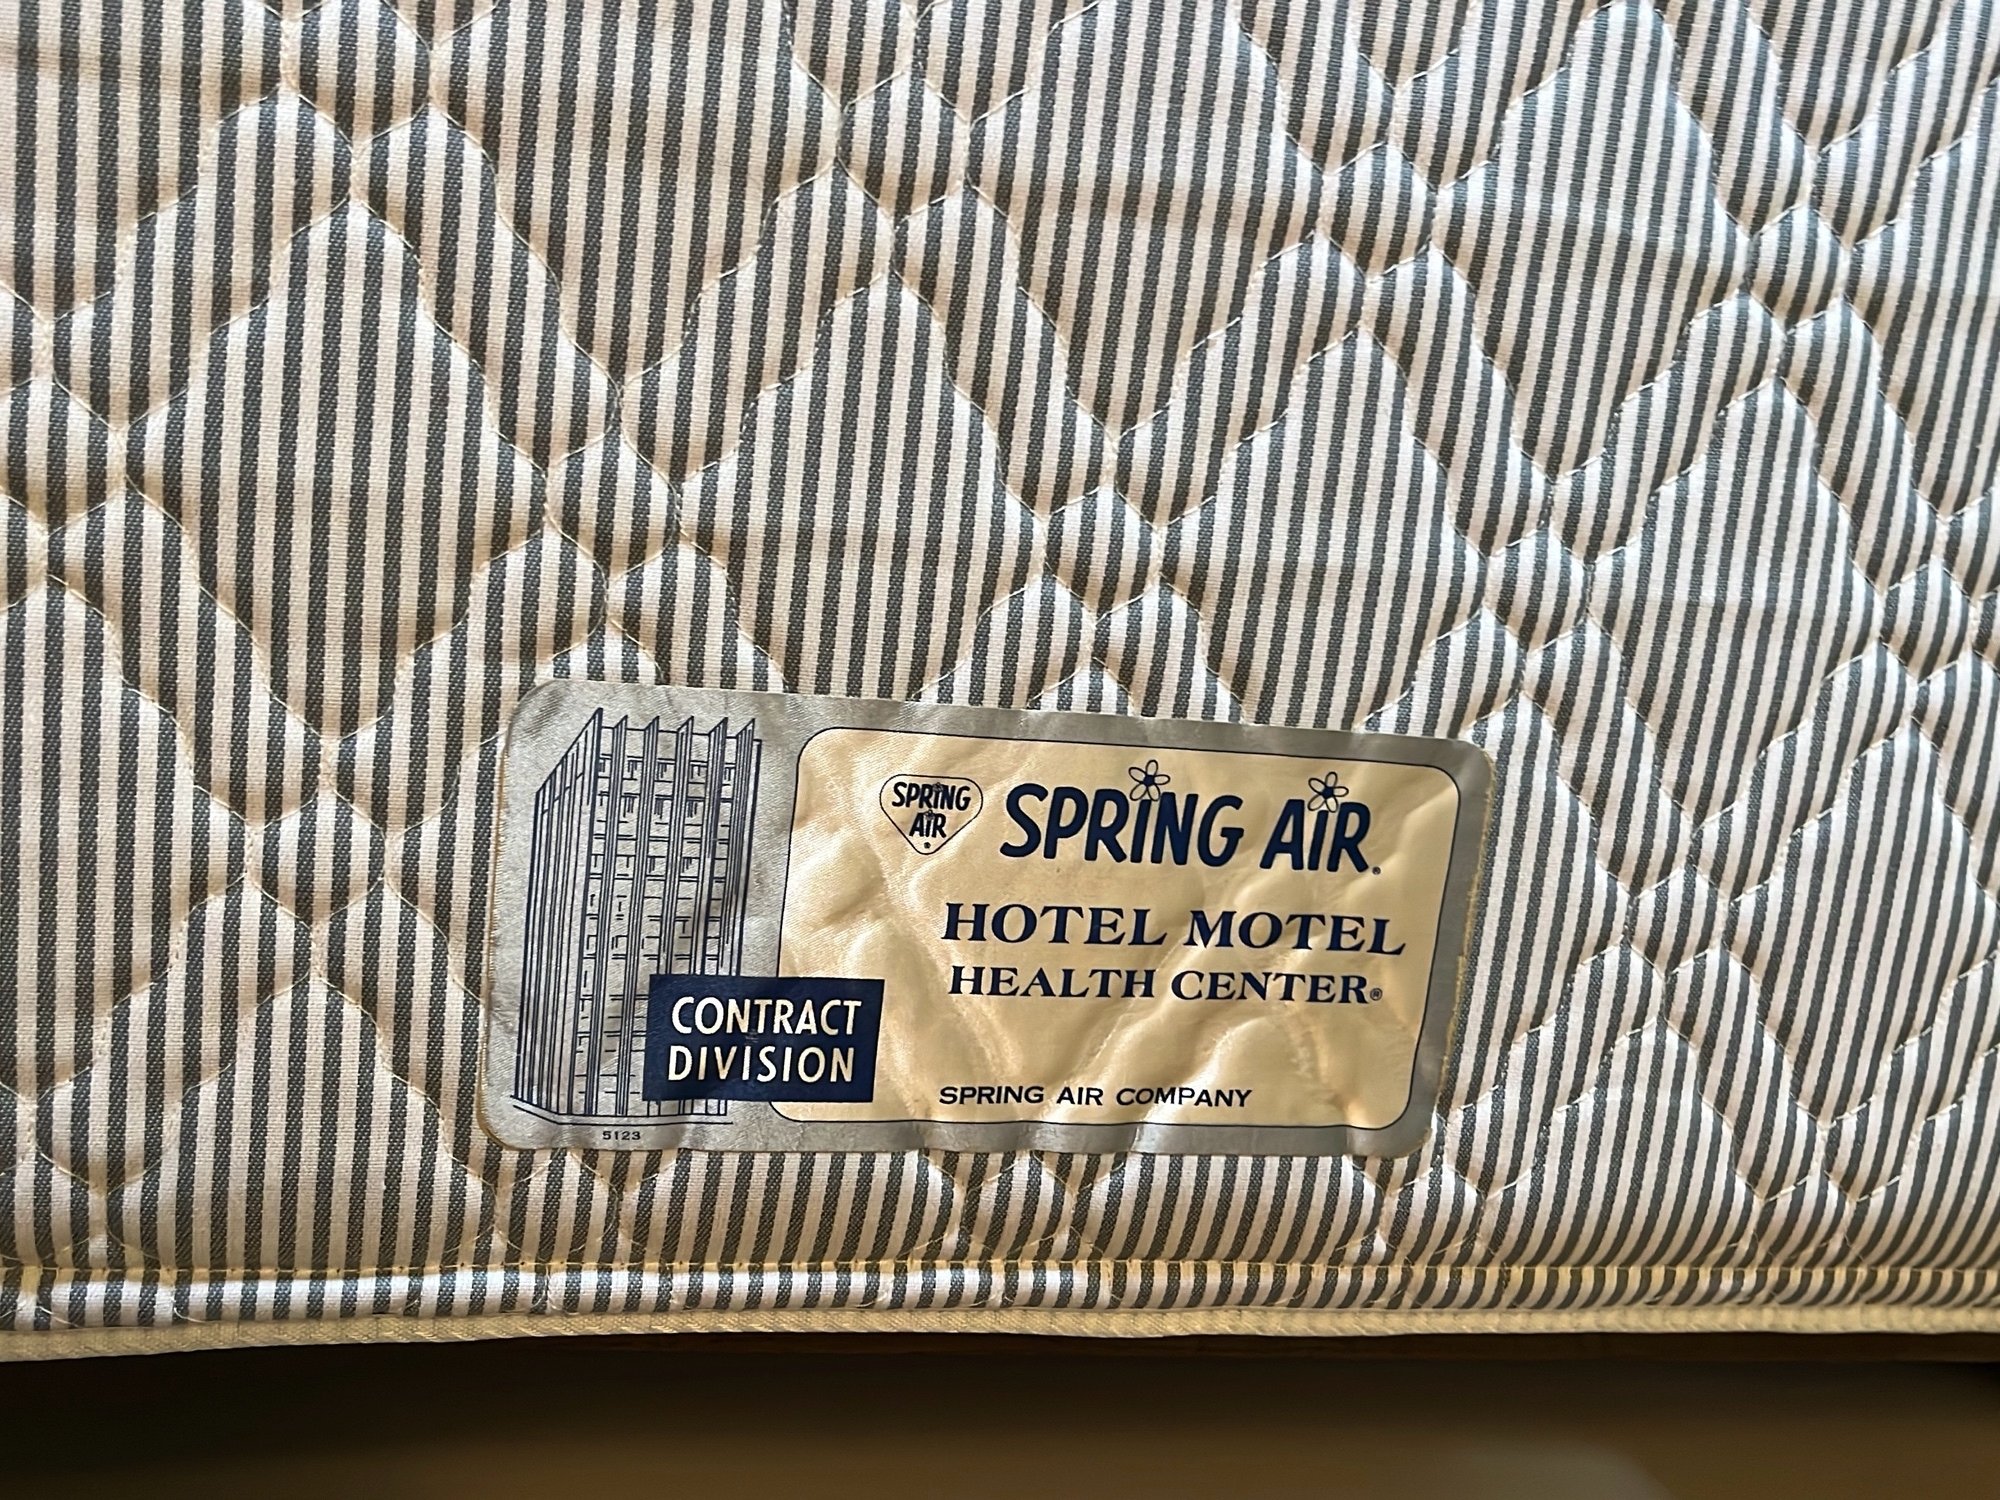 SPRING
AIR
®
SPRING AIR®
HOTEL MOTEL
HEALTH CENTER®
CONTRACT
DIVISION
SPRING AIR COMPANY
5123